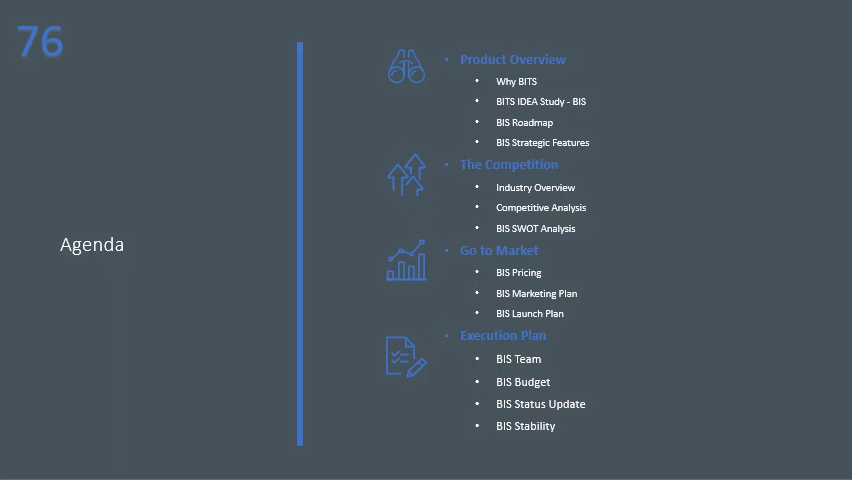 76
Agenda
• Product Overview
• Why BITS
• BITS IDEA Study - BIS
• BIS Roadmap
• BIS Strategic Features
• The Competition
• Industry Overview
• Competitive Analysis
• BIS SWOT Analysis
• Go to Market
• BIS Pricing
• BIS Marketing Plan
• BIS Launch Plan
• Execution Plan
• BIS Team
• BIS Budget
• BIS Status Update
• BIS Stability